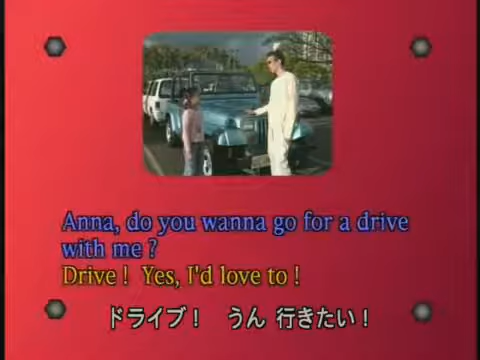 Anna, do you wanna go for a drive
with me ?
Drive !  Yes, I'd love to !
ドライブ！　うん 行きたい！